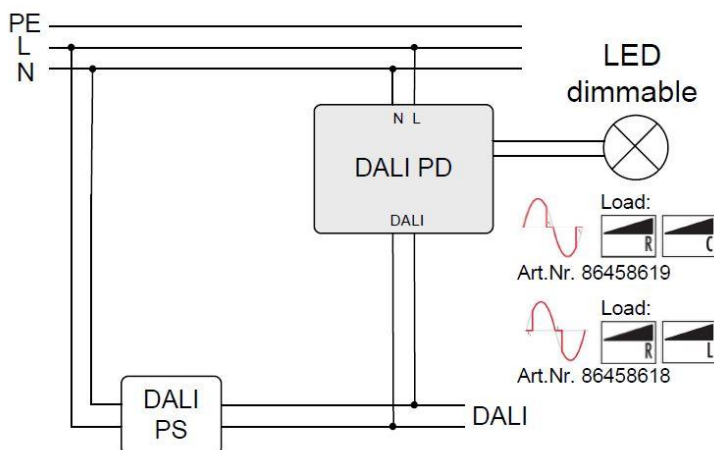 PE
L
N
LED
dimmable
N L
DALI PD
DALI
Load:
R
C
Art.Nr. 86458619
Load:
R
L
Art.Nr. 86458618
DALI
PS
DALI